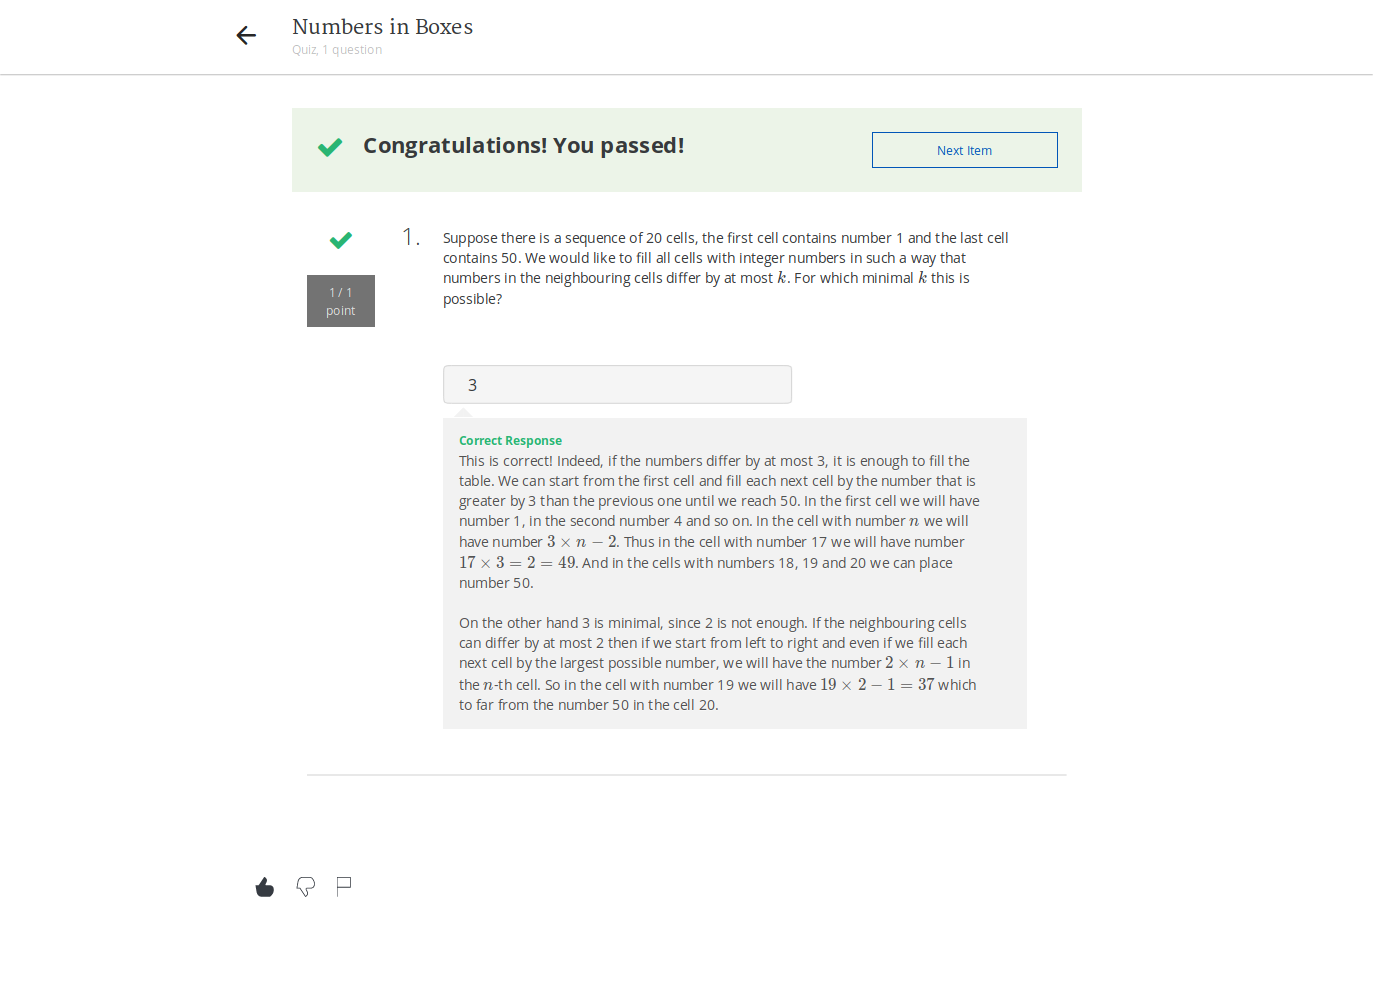 Numbers in Boxes
Quiz, 1 question
Congratulations! You passed!
Next Item
1 / 1
point
1.
Suppose there is a sequence of 20 cells, the first cell contains number 1 and the last cell
contains 50. We would like to fill all cells with integer numbers in such a way that
numbers in the neighbouring cells differ by at most k. For which minimal k this is
possible?
3
Correct Response
This is correct! Indeed, if the numbers differ by at most 3, it is enough to fill the
table. We can start from the first cell and fill each next cell by the number that is
greater by 3 than the previous one until we reach 50. In the first cell we will have
number 1, in the second number 4 and so on. In the cell with number n we will
have number 3 × n − 2. Thus in the cell with number 17 we will have number
17 × 3 = 2 = 49. And in the cells with numbers 18, 19 and 20 we can place
number 50.
On the other hand 3 is minimal, since 2 is not enough. If the neighbouring cells
can differ by at most 2 then if we start from left to right and even if we fill each
next cell by the largest possible number, we will have the number 2 × n − 1 in
the n-th cell. So in the cell with number 19 we will have 19 × 2 − 1 = 37 which
to far from the number 50 in the cell 20.